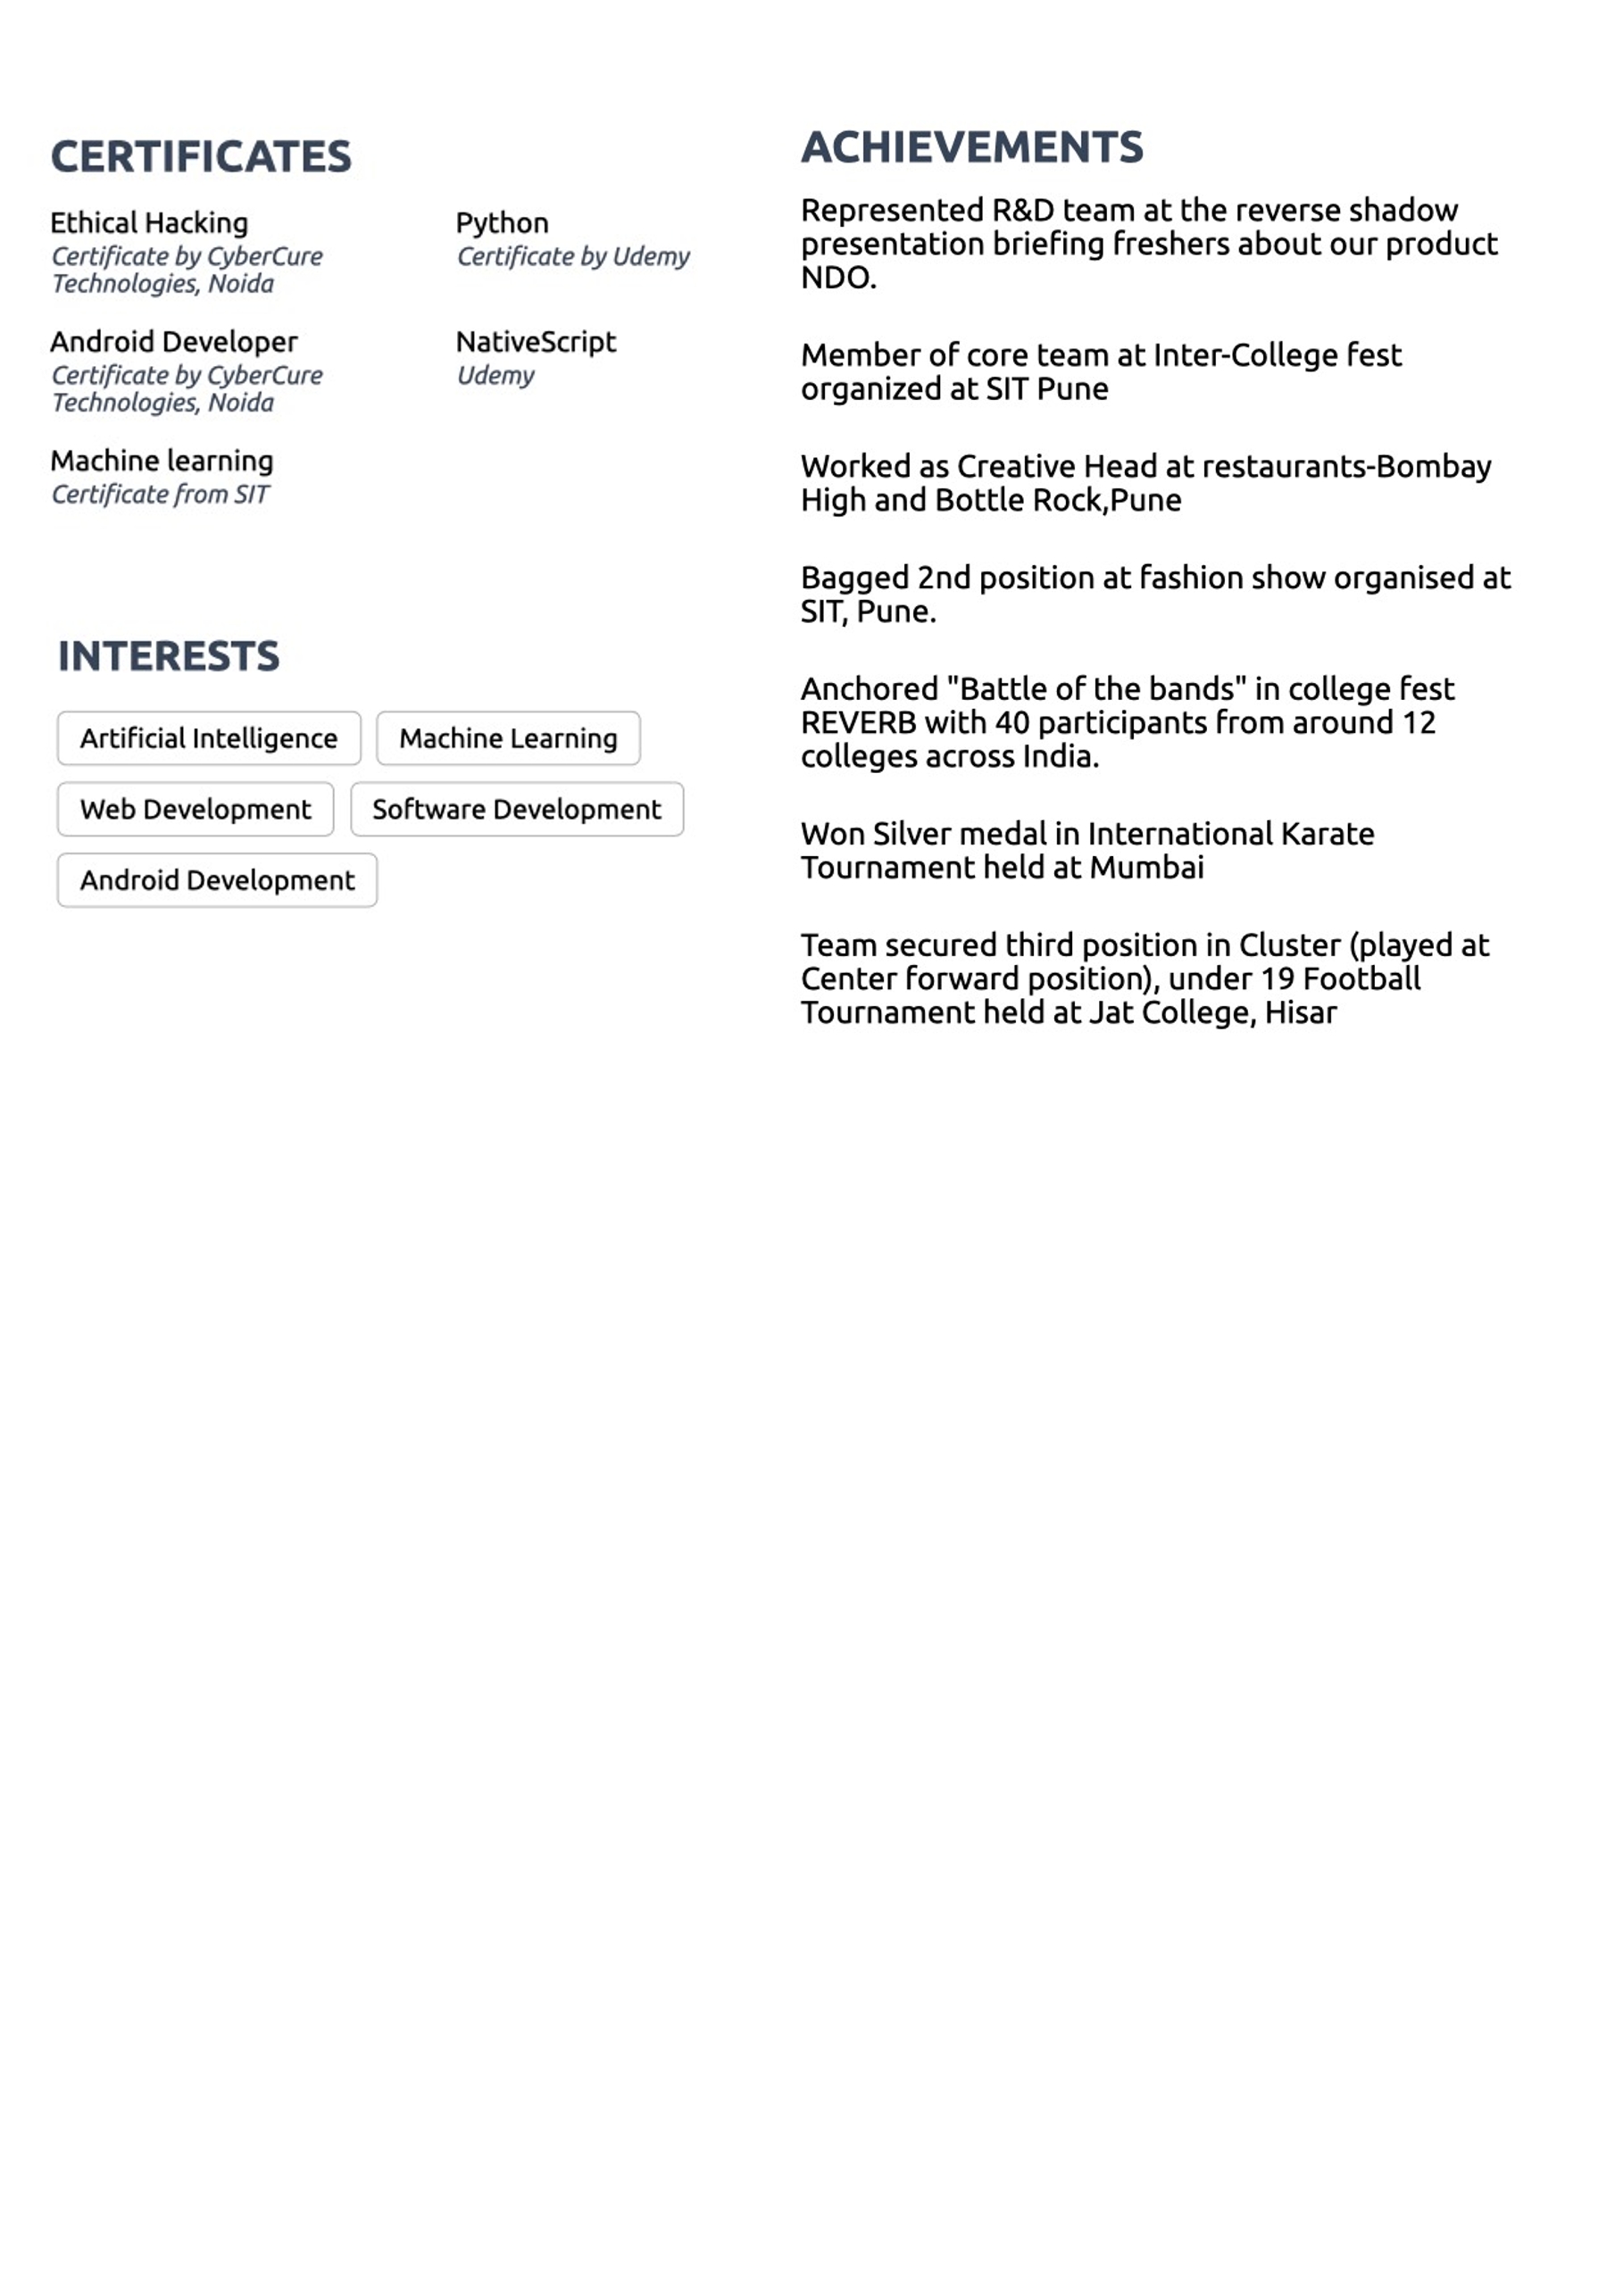 CERTIFICATES
Ethical Hacking
Certificate by CyberCure
Technologies, Noida
Python
Certificate by Udemy
Android Developer
Certificate by CyberCure
Technologies, Noida
NativeScript
Udemy
Machine learning
Certificate from SIT
INTERESTS
Artificial Intelligence
Machine Learning
Web Development
Software Development
Android Development
ACHIEVEMENTS
Represented R&D team at the reverse shadow
presentation briefing freshers about our product
NDO.
Member of core team at Inter-College fest
organized at SIT Pune
Worked as Creative Head at restaurants-Bombay
High and Bottle Rock,Pune
Bagged 2nd position at fashion show organised at
SIT, Pune.
Anchored "Battle of the bands" in college fest
REVERB with 40 participants from around 12
colleges across India.
Won Silver medal in International Karate
Tournament held at Mumbai
Team secured third position in Cluster (played at
Center forward position), under 19 Football
Tournament held at Jat College, Hisar